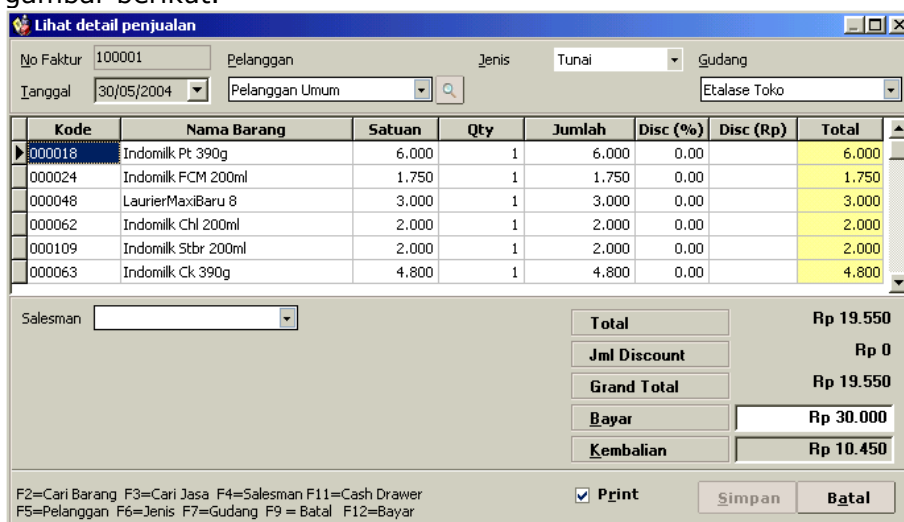 gambar berikut.
Lihat detail penjualan
No Faktur 100001 Pelanggan Jenis Tunai Gudang
Tanggal 30/05/2004 Pelanggan Umum Etalase Toko
Kode Nama Barang Satuan Qty Jumlah Disc (%) Disc (Rp) Total
000018 Indomilk Pt 390g 6.000 1 6.000 0.00 6.000
000024 Indomilk FCM 200ml 1.750 1 1.750 0.00 1.750
000048 LaurierMaxiBaru 8 3.000 1 3.000 0.00 3.000
000062 Indomilk Chl 200ml 2.000 1 2.000 0.00 2.000
000109 Indomilk Stbr 200ml 2.000 1 2.000 0.00 2.000
000063 Indomilk Ck 390g 4.800 1 4.800 0.00 4.800
Salesman Total Rp 19.550
Jml Discount Rp 0
Grand Total Rp 19.550
Bayar Rp 30.000
Kembalian Rp 10.450
F2=Cari Barang F3=Cari Jasa F4=Salesman F11=Cash Drawer Print Simpan Batal
F5=Pelanggan F6=Jenis F7=Gudang F9 = Batal F12=Bayar